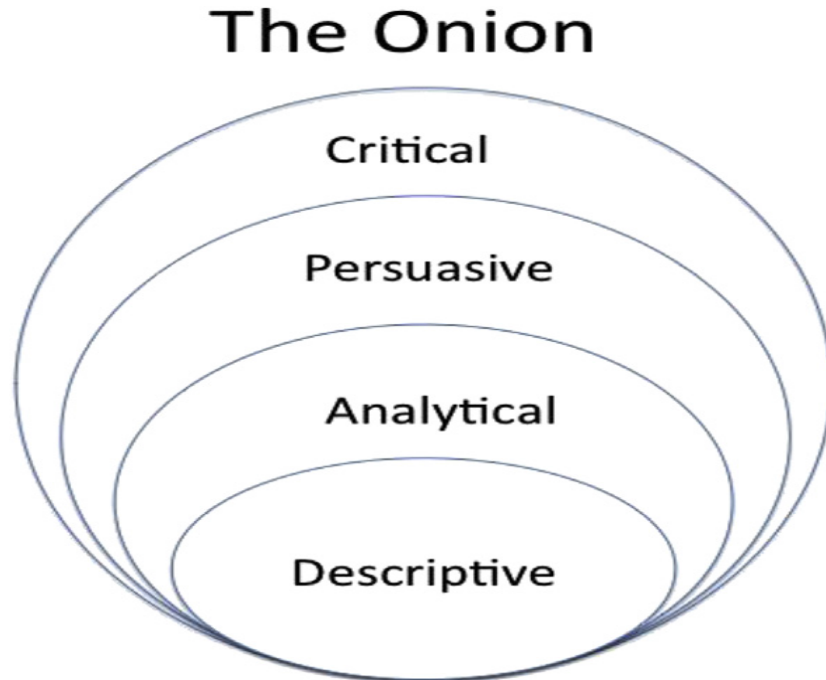 The Onion
Critical
Persuasive
Analytical
Descriptive